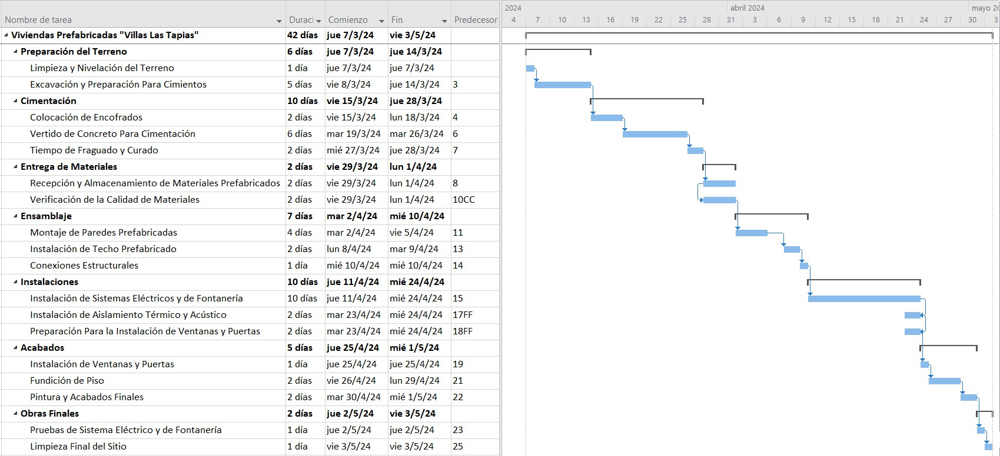 2024 abril 2024 mayo 20
Nombre de tarea Duraci Comienzo Fin Predecesor 4 7 10 13 16 19 22 25 28 31 3 6 9 12 15 18 21 24 27 30 3
Viviendas Prefabricadas "Villas Las Tapias" 42 días jue 7/3/24 vie 3/5/24
Preparación del Terreno 6 días jue 7/3/24 jue 14/3/24
Limpieza y Nivelación del Terreno 1 día jue 7/3/24 jue 7/3/24
Excavación y Preparación Para Cimientos 5 días vie 8/3/24 jue 14/3/24 3
Cimentación 10 días vie 15/3/24 jue 28/3/24
Colocación de Encofrados 2 días vie 15/3/24 lun 18/3/24 4
Vertido de Concreto Para Cimentación 6 días mar 19/3/24 mar 26/3/24 6
Tiempo de Fraguado y Curado 2 días mié 27/3/24 jue 28/3/24 7
Entrega de Materiales 2 días vie 29/3/24 lun 1/4/24
Recepción y Almacenamiento de Materiales Prefabricados 2 días vie 29/3/24 lun 1/4/24 8
Verificación de la Calidad de Materiales 2 días vie 29/3/24 lun 1/4/24 10CC
Ensamblaje 7 días mar 2/4/24 mié 10/4/24
Montaje de Paredes Prefabricadas 4 días mar 2/4/24 vie 5/4/24 11
Instalación de Techo Prefabricado 2 días lun 8/4/24 mar 9/4/24 13
Conexiones Estructurales 1 día mié 10/4/24 mié 10/4/24 14
Instalaciones 10 días jue 11/4/24 mié 24/4/24
Instalación de Sistemas Eléctricos y de Fontanería 10 días jue 11/4/24 mié 24/4/24 15
Instalación de Aislamiento Térmico y Acústico 2 días mar 23/4/24 mié 24/4/24 17FF
Preparación Para la Instalación de Ventanas y Puertas 2 días mar 23/4/24 mié 24/4/24 18FF
Acabados 5 días jue 25/4/24 mié 1/5/24
Instalación de Ventanas y Puertas 1 día jue 25/4/24 jue 25/4/24 19
Fundición de Piso 2 días vie 26/4/24 lun 29/4/24 21
Pintura y Acabados Finales 2 días mar 30/4/24 mié 1/5/24 22
Obras Finales 2 días jue 2/5/24 vie 3/5/24
Pruebas de Sistema Eléctrico y de Fontanería 1 día jue 2/5/24 jue 2/5/24 23
Limpieza Final del Sitio 1 día vie 3/5/24 vie 3/5/24 25